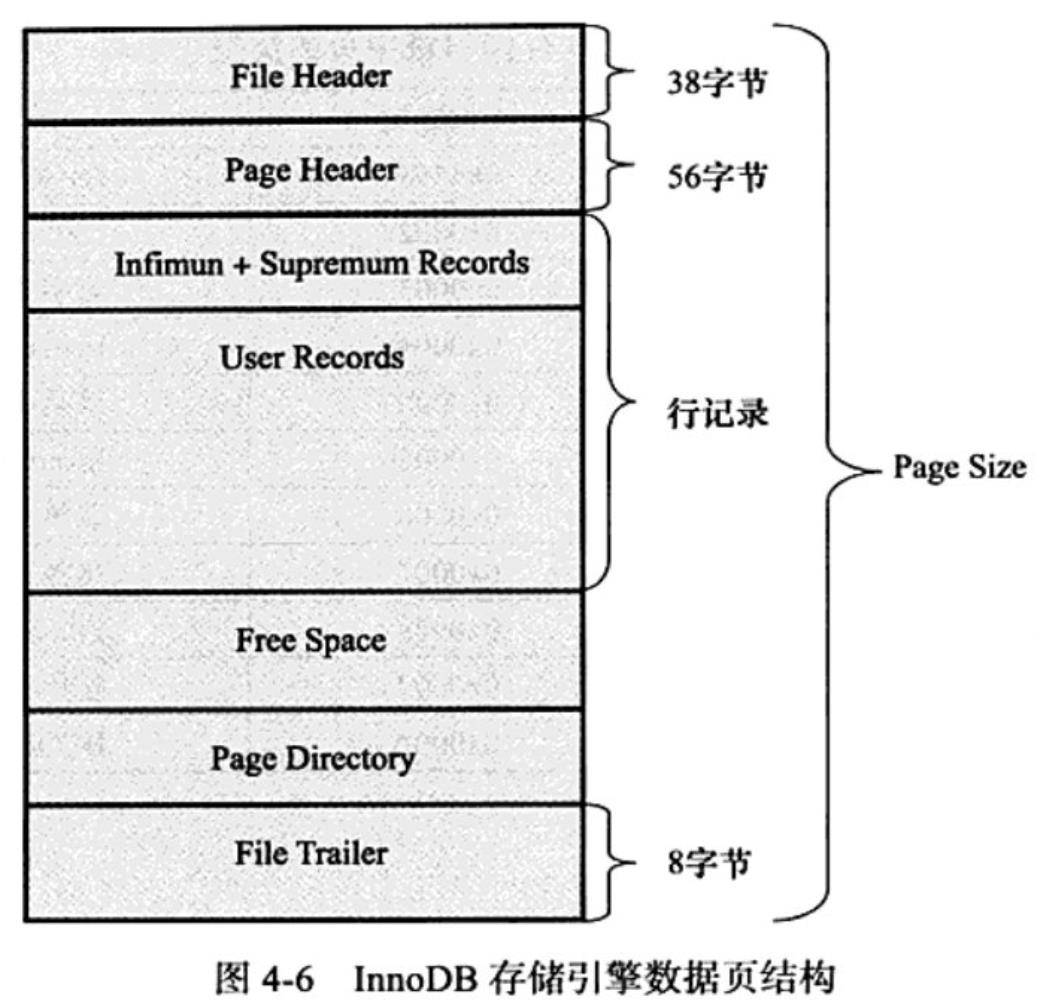 File Header
38字节
Page Header
56字节
Infimun + Supremum Records
User Records
行记录
Page Size
Free Space
Page Directory
File Trailer
8字节
图 4-6 InnoDB 存储引擎数据页结构